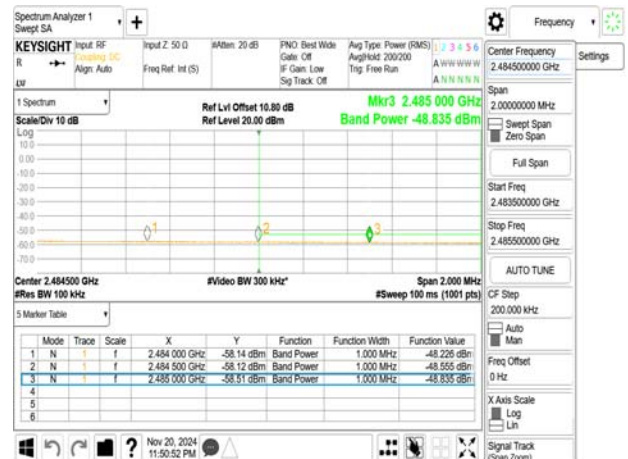 Spectrum Analyzer 1
Swept SA
Frequency
KEYSIGHT
R
Input: RF
Coupling: DC
Align: Auto
Input Z: 50 Ω
Freq Ref: Int (S)
#Atten: 20 dB
PNO: Best Wide
Gate: Off
IF Gain: Low
Sig Track: Off
Avg Type: Power (RMS)
Avg|Hold: 200/200
Trig: Free Run
1 2 3 4 5 6
A W W W W W
A N N N N N
1 Spectrum
Scale/Div 10 dB
Ref Lvl Offset 10.80 dB
Ref Level 20.00 dBm
Mkr3 2.485 000 GHz
Band Power -48.835 dBm
Log
10.0
0.00
-10.0
-20.0
-30.0
-40.0
-50.0
-60.0
-70.0
1
2
3
Center 2.484500 GHz
#Res BW 100 kHz
#Video BW 300 kHz*
Span 2.000 MHz
#Sweep 100 ms (1001 pts)
5 Marker Table
Mode Trace Scale X Y Function Function Width Function Value
1 N 1 f 2.484 000 GHz -58.14 dBm Band Power 1.000 MHz -48.226 dBm
2 N 1 f 2.484 500 GHz -58.12 dBm Band Power 1.000 MHz -48.555 dBm
3 N 1 f 2.485 000 GHz -58.51 dBm Band Power 1.000 MHz -48.835 dBm
4
5
6
Nov 20, 2024
11:50:52 PM
Center Frequency
2.484500000 GHz
Settings
Span
2.00000000 MHz
Swept Span
Zero Span
Full Span
Start Freq
2.483500000 GHz
Stop Freq
2.485500000 GHz
AUTO TUNE
CF Step
200.000 kHz
Auto
Man
Freq Offset
0 Hz
X Axis Scale
Log
Lin
Signal Track
(Span Zoom)